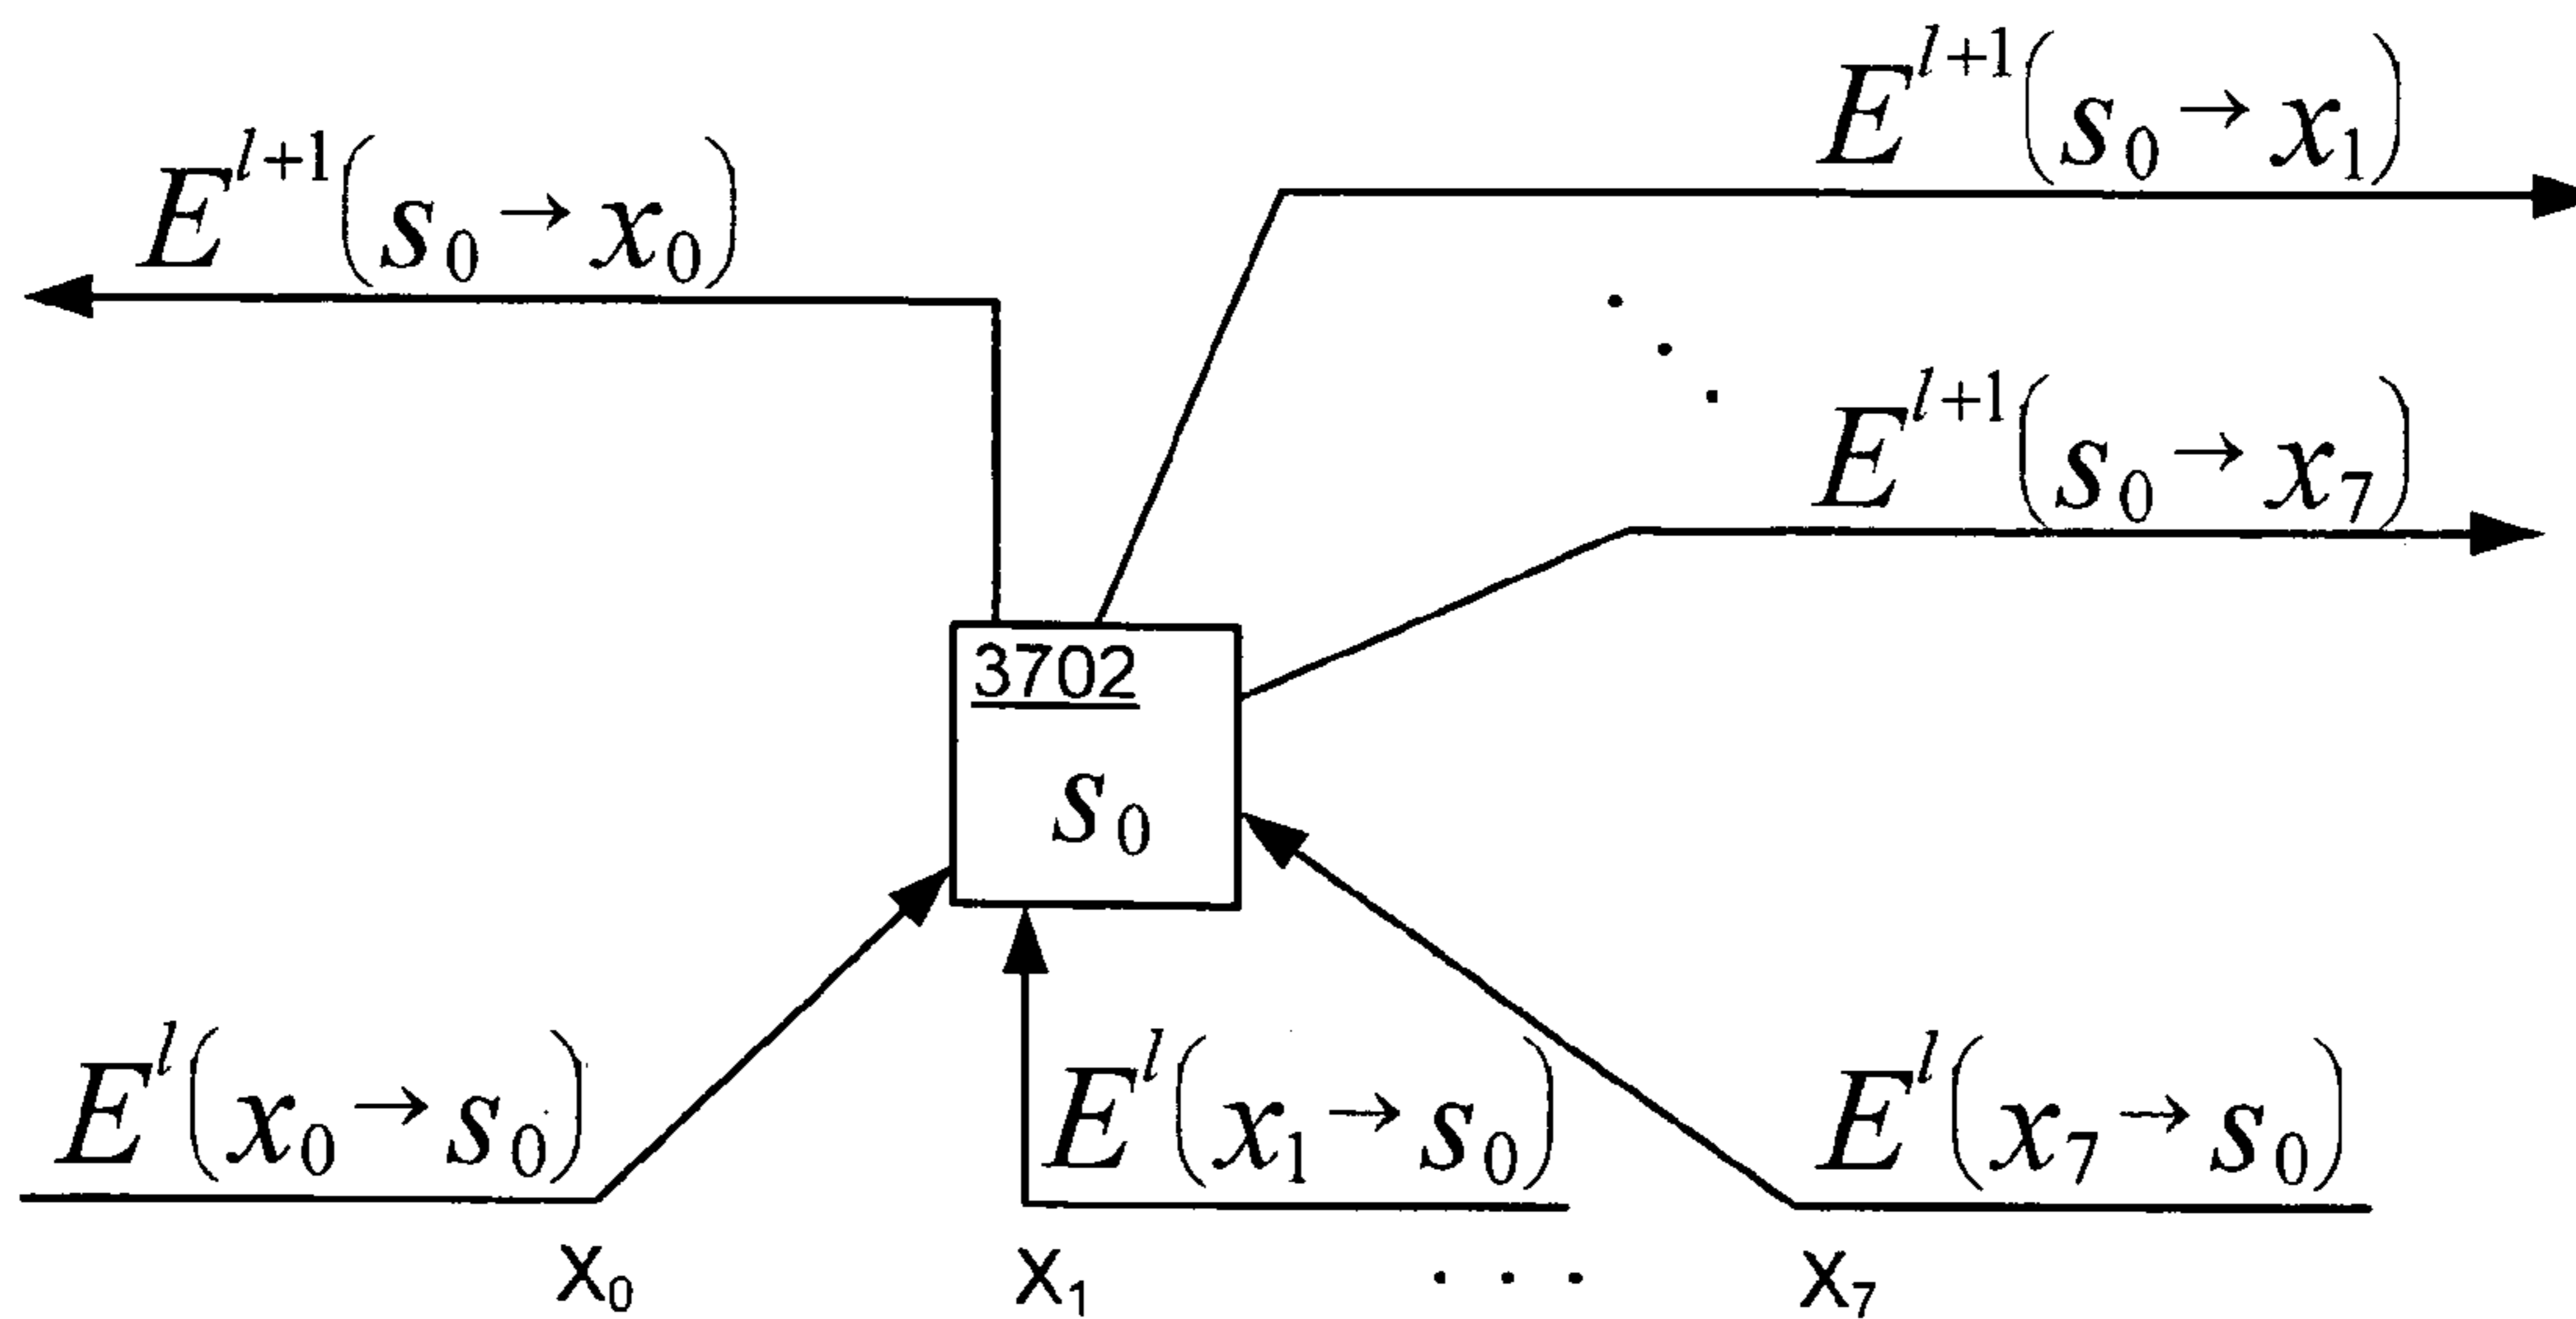 E^{l+1}(s_0 → x_1)
E^{l+1}(s_0 → x_0)
E^{l+1}(s_0 → x_7)
3702
s_0
E^l(x_0 → s_0)
E^l(x_1 → s_0)
E^l(x_7 → s_0)
X_0
X_1
. . .
X_7